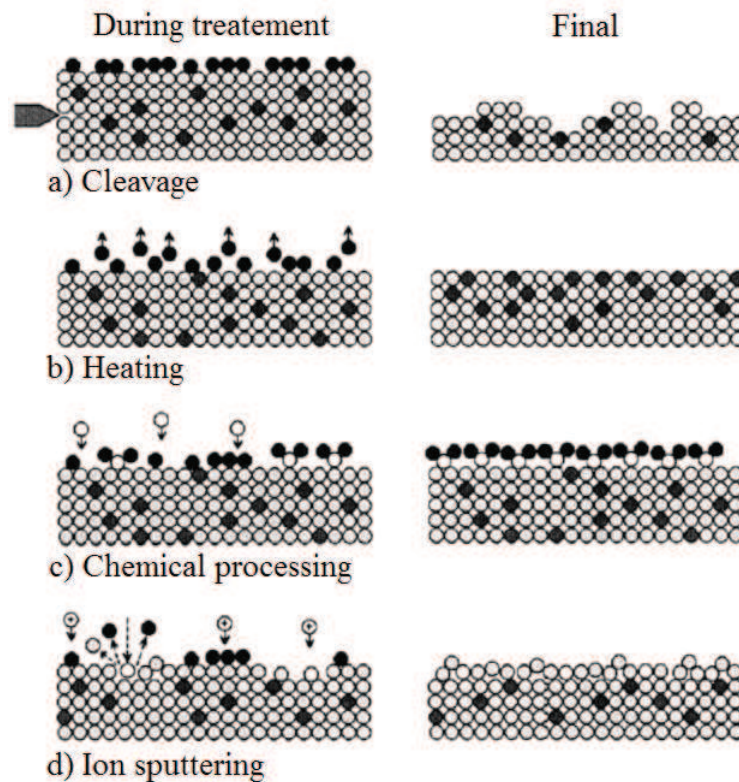 During treatement
Final
a) Cleavage
b) Heating
c) Chemical processing
d) Ion sputtering